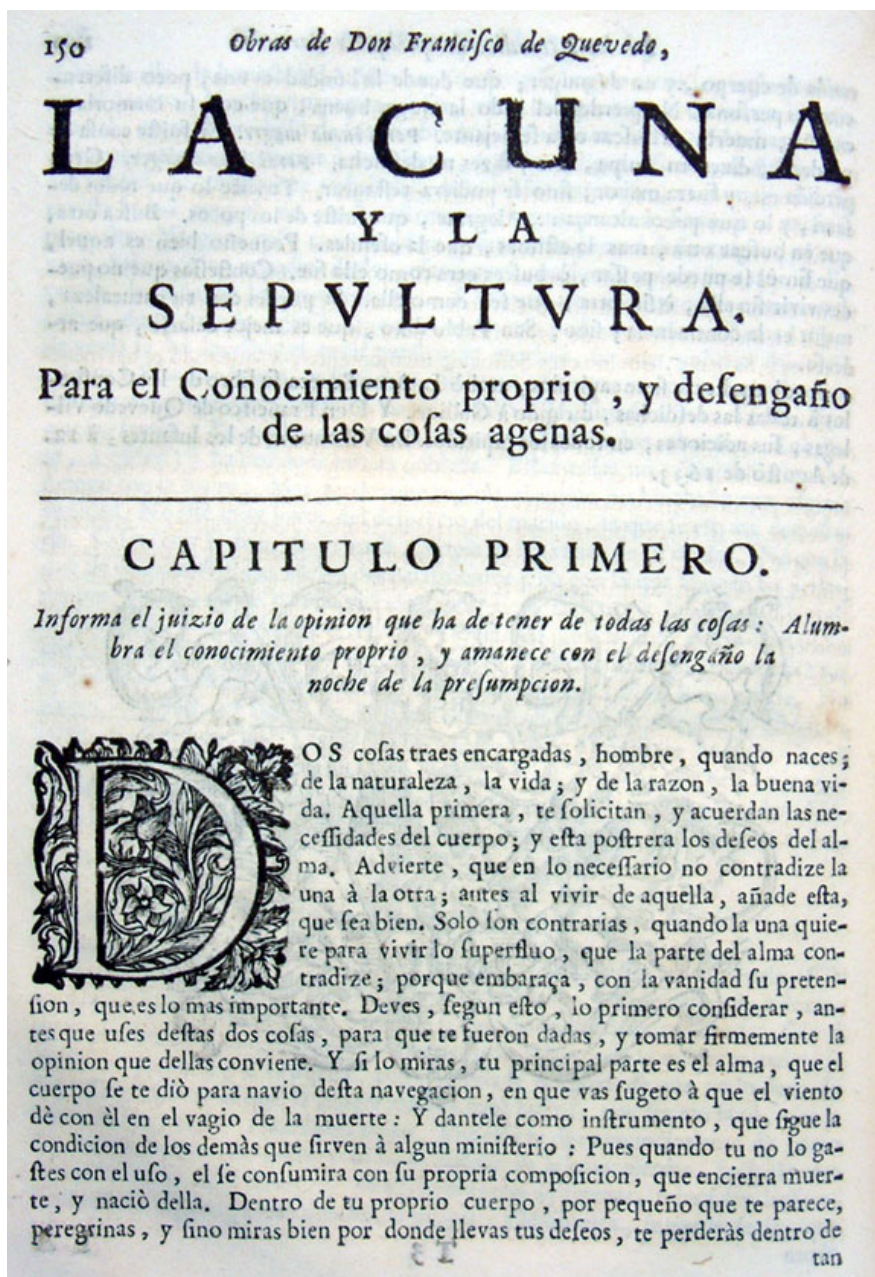 150 Obras de Don Franciſco de Quevedo,
LA CUNA
Y LA
SEPVLTVRA.
Para el Conocimiento proprio, y deſengaño
de las coſas agenas.
CAPITULO PRIMERO.
Informa el juizio de la opinion que ha de tener de todas las coſas: Alum-
bra el conocimiento proprio, y amanece con el deſengaño la
noche de la preſumpcion.
DOS coſas traes encargadas, hombre, quando naces;
de la naturaleza, la vida; y de la razon, la buena vi-
da. Aquella primera, te ſolicitan, y acuerdan las ne-
ceſſidades del cuerpo; y eſta poſtrera los deſeos del al-
ma. Advierte, que en lo neceſſario no contradize la
una à la otra; antes al vivir de aquella, añade eſta,
que ſea bien. Solo ſon contrarias, quando la una quie-
re para vivir lo ſuperfluo, que la parte del alma con-
tradize; porque embaraça, con la vanidad ſu preten-
ſion, que es lo mas importante. Deves, ſegun eſto, lo primero conſiderar, an-
tes que uſes deſtas dos coſas, para que te fueron dadas, y tomar firmemente la
opinion que dellas conviene. Y ſi lo miras, tu principal parte es el alma, que el
cuerpo ſe te diò para navio deſta navegacion, en que vas ſugeto à que el viento
dè con èl en el vagio de la muerte: Y dantele como inſtrumento, que ſigue la
condicion de los demàs que ſirven à algun miniſterio: Pues quando tu no lo ga-
ſtes con el uſo, el ſe conſumira con ſu propria compoſicion, que encierra muer-
te, y naciò della. Dentro de tu proprio cuerpo, por pequeño que te parece,
peregrinas, y ſino miras bien por donde llevas tus deſeos, te perderàs dentro de
tan